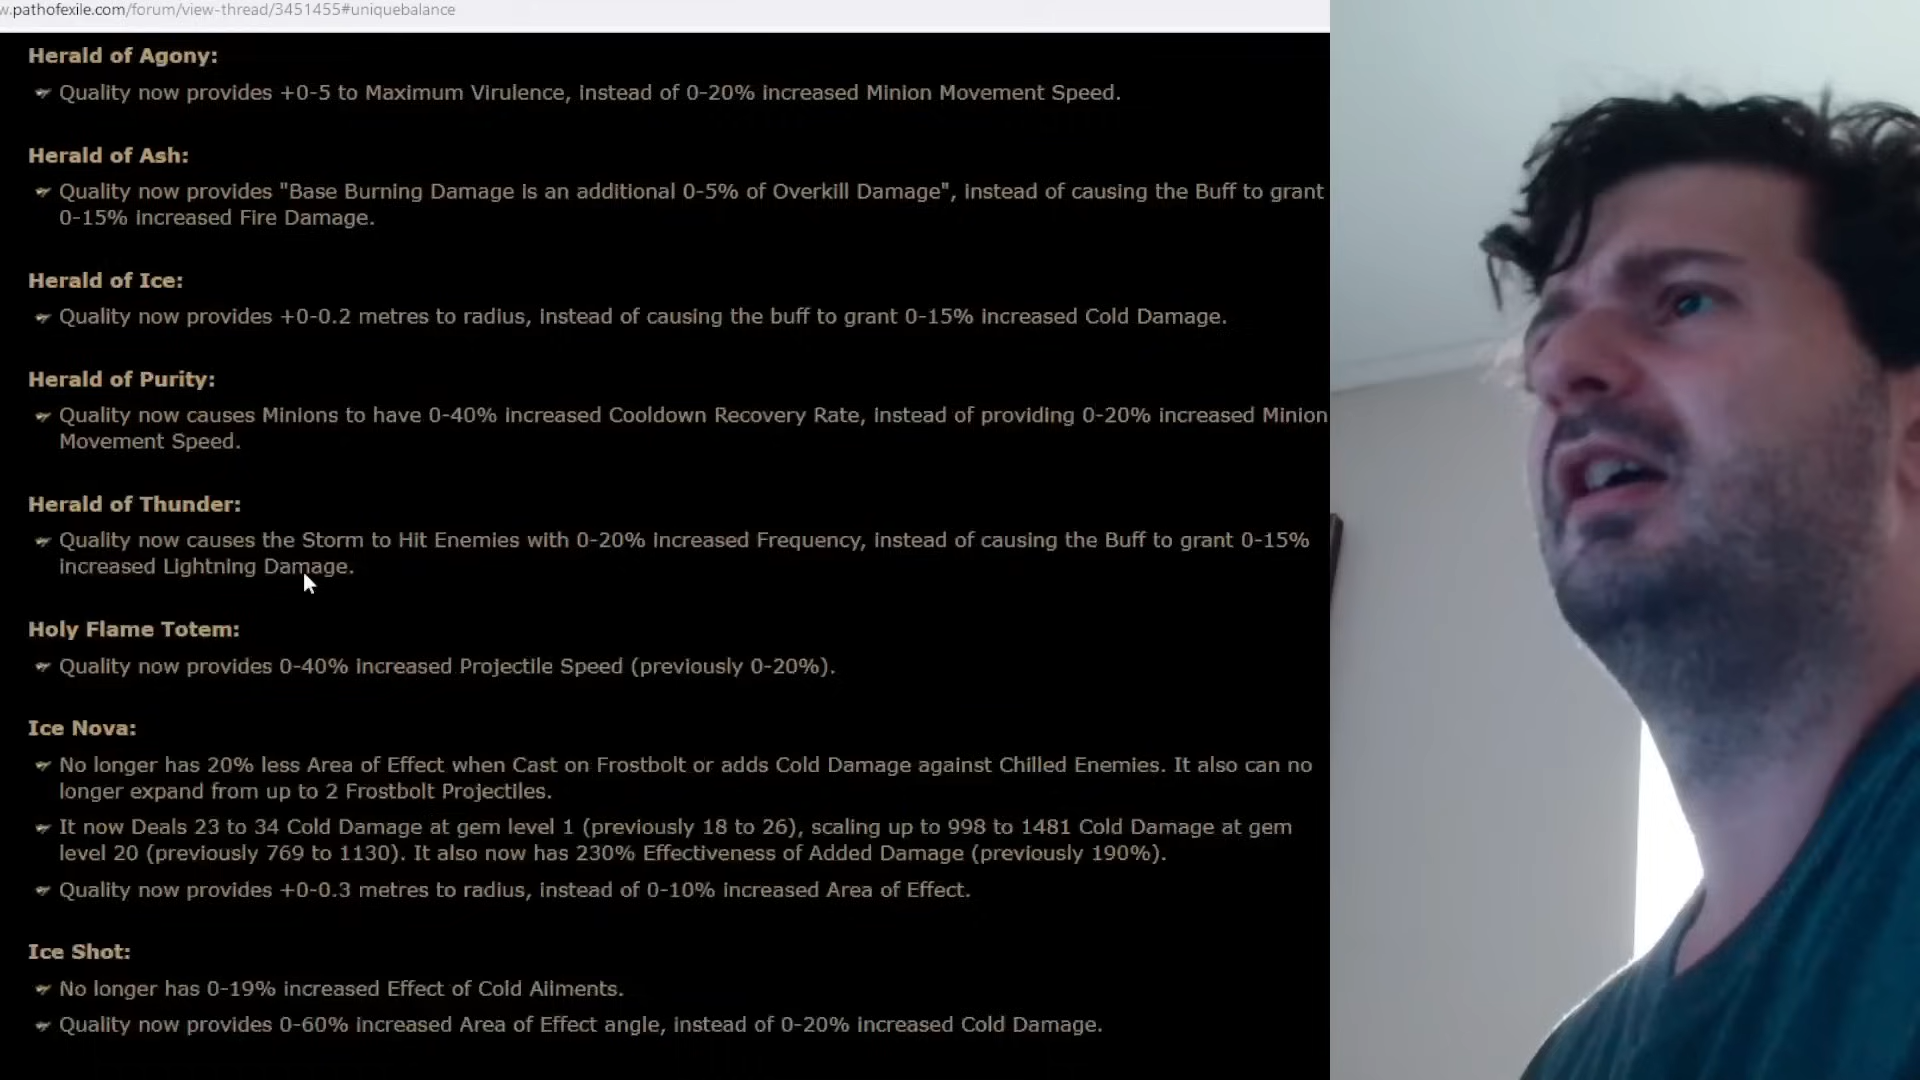 w.pathofexile.com/forum/view-thread/3451455#uniquebalance
Herald of Agony:
Quality now provides +0-5 to Maximum Virulence, instead of 0-20% increased Minion Movement Speed.
Herald of Ash:
Quality now provides "Base Burning Damage is an additional 0-5% of Overkill Damage", instead of causing the Buff to grant
0-15% increased Fire Damage.
Herald of Ice:
Quality now provides +0-0.2 metres to radius, instead of causing the buff to grant 0-15% increased Cold Damage.
Herald of Purity:
Quality now causes Minions to have 0-40% increased Cooldown Recovery Rate, instead of providing 0-20% increased Minion
Movement Speed.
Herald of Thunder:
Quality now causes the Storm to Hit Enemies with 0-20% increased Frequency, instead of causing the Buff to grant 0-15%
increased Lightning Damage.
Holy Flame Totem:
Quality now provides 0-40% increased Projectile Speed (previously 0-20%).
Ice Nova:
No longer has 20% less Area of Effect when Cast on Frostbolt or adds Cold Damage against Chilled Enemies. It also can no
longer expand from up to 2 Frostbolt Projectiles.
It now Deals 23 to 34 Cold Damage at gem level 1 (previously 18 to 26), scaling up to 998 to 1481 Cold Damage at gem
level 20 (previously 769 to 1130). It also now has 230% Effectiveness of Added Damage (previously 190%).
Quality now provides +0-0.3 metres to radius, instead of 0-10% increased Area of Effect.
Ice Shot:
No longer has 0-19% increased Effect of Cold Ailments.
Quality now provides 0-60% increased Area of Effect angle, instead of 0-20% increased Cold Damage.